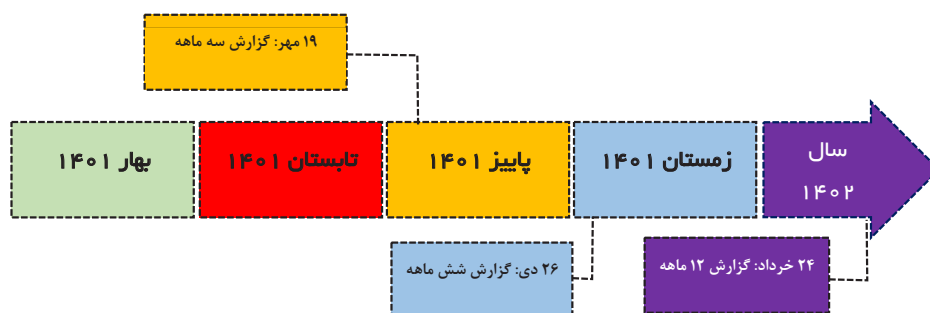 ۱۹ مهر: گزارش سه ماهه
بهار ۱۴۰۱
تابستان ۱۴۰۱
پاییز ۱۴۰۱
زمستان ۱۴۰۱
سال
۱۴۰۲
۲۶ دی: گزارش شش ماهه
۲۴ خرداد: گزارش ۱۲ ماهه